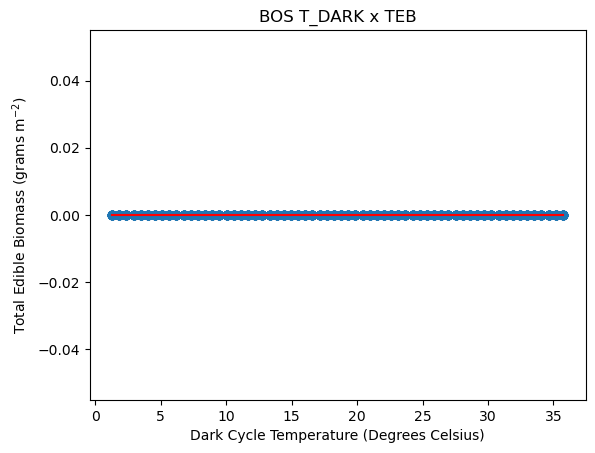 BOS T_DARK x TEB
Total Edible Biomass (grams m⁻²)
0.04
0.02
0.00
−0.02
−0.04
0 5 10 15 20 25 30 35
Dark Cycle Temperature (Degrees Celsius)